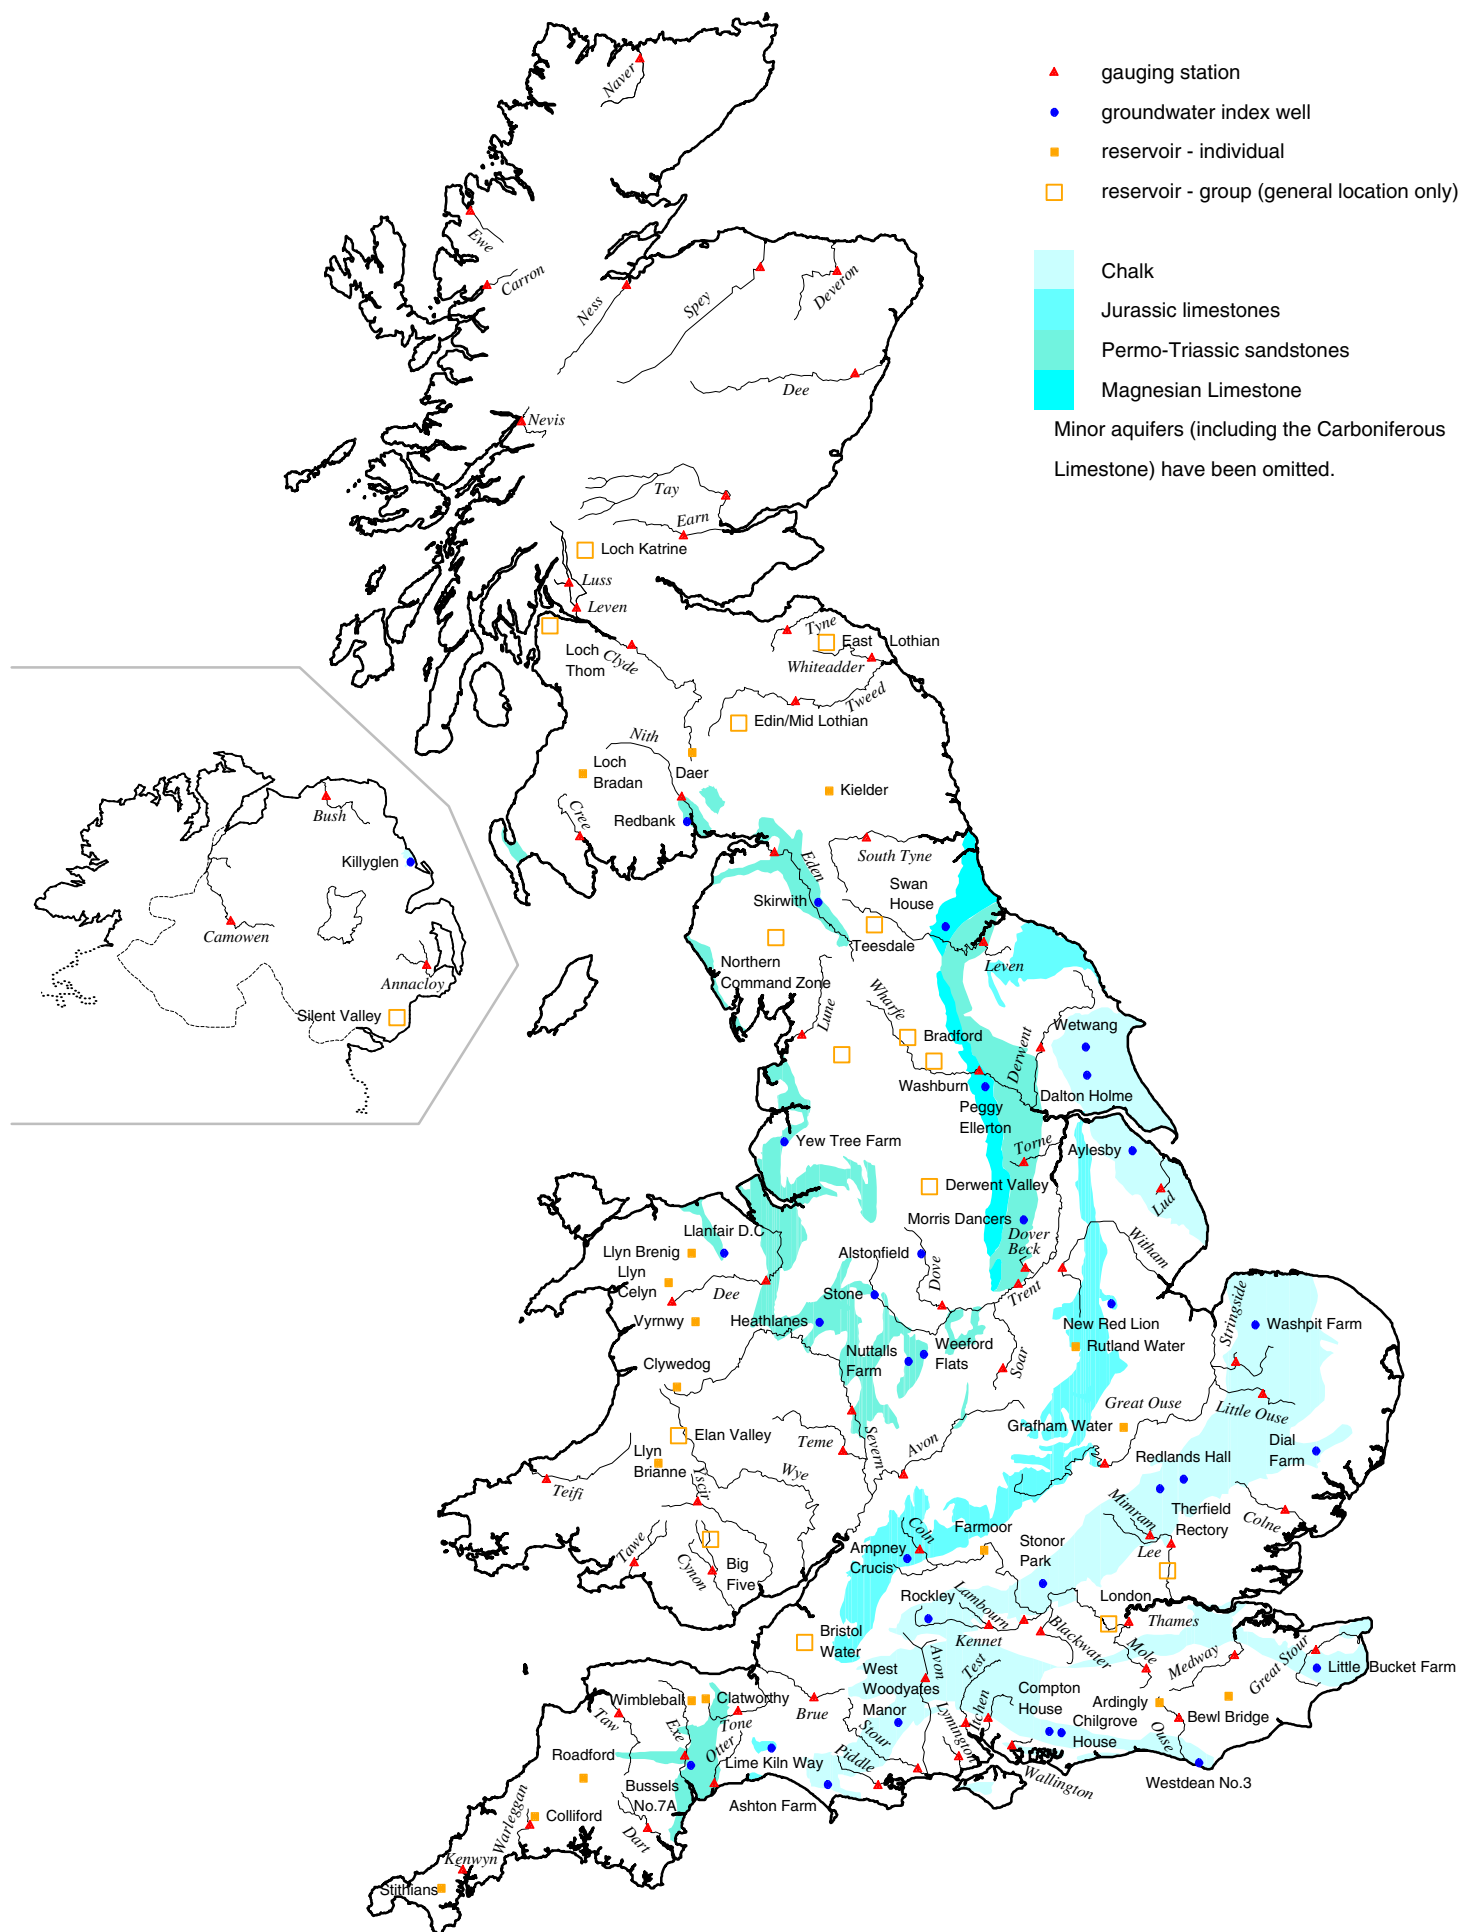 gauging station
groundwater index well
reservoir - individual
reservoir - group (general location only)
Chalk
Jurassic limestones
Permo-Triassic sandstones
Magnesian Limestone
Minor aquifers (including the Carboniferous
Limestone) have been omitted.
Naver
Ewe
Carron
Ness
Spey
Deveron
Dee
Nevis
Tay
Earn
Loch Katrine
Luss
Leven
Loch
Thom
Clyde
Tyne
East Lothian
Whiteadder
Tweed
Edin/Mid Lothian
Nith
Daer
Loch
Bradan
Kielder
Cree
Redbank
Bush
Killyglen
Camowen
Annacloy
Silent Valley
Eden
South Tyne
Swan
House
Skirwith
Teesdale
Leven
Northern
Command Zone
Lune
Wharfe
Bradford
Washburn
Derwent
Wetwang
Dalton Holme
Peggy
Ellerton
Yew Tree Farm
Torne
Aylesby
Lud
Derwent Valley
Morris Dancers
Dover
Beck
Witham
Llanfair D.C
Llyn Brenig
Llyn
Celyn
Dee
Vyrnwy
Alstonfield
Dove
Stone
Heathlanes
Trent
New Red Lion
Rutland Water
Stringside
Washpit Farm
Nuttalls
Farm
Weeford
Flats
Soar
Clywedog
Great Ouse
Little Ouse
Grafham Water
Elan Valley
Teme
Severn
Avon
Llyn
Brianne
Yscir
Wye
Teifi
Redlands Hall
Dial
Farm
Mimram
Therfield
Rectory
Colne
Lee
Tawe
Cynon
Big
Five
Coln
Farmoor
Ampney
Crucis
Stonor
Park
London
Rockley
Lambourn
Kennet
Blackwater
Thames
Mole
Medway
Great Stour
Little Bucket Farm
Bristol
Water
West
Woodyates
Manor
Avon
Test
Itchen
Compton
House
Chilgrove
House
Ardingly
Bewl Bridge
Ouse
Wimbleball
Clatworthy
Taw
Exe
Tone
Brue
Otter
Stour
Piddle
Lymington
Wallington
Westdean No.3
Roadford
Lime Kiln Way
Bussels
No.7A
Ashton Farm
Colliford
Warleggan
Dart
Kenwyn
Stithians